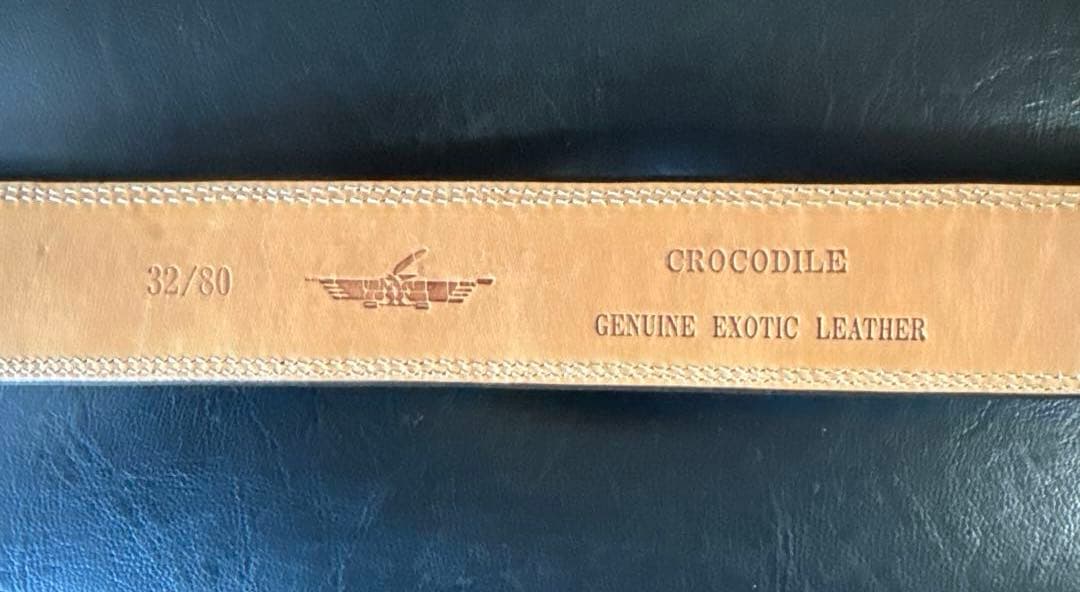 32/80
CROCODILE
GENUINE EXOTIC LEATHER